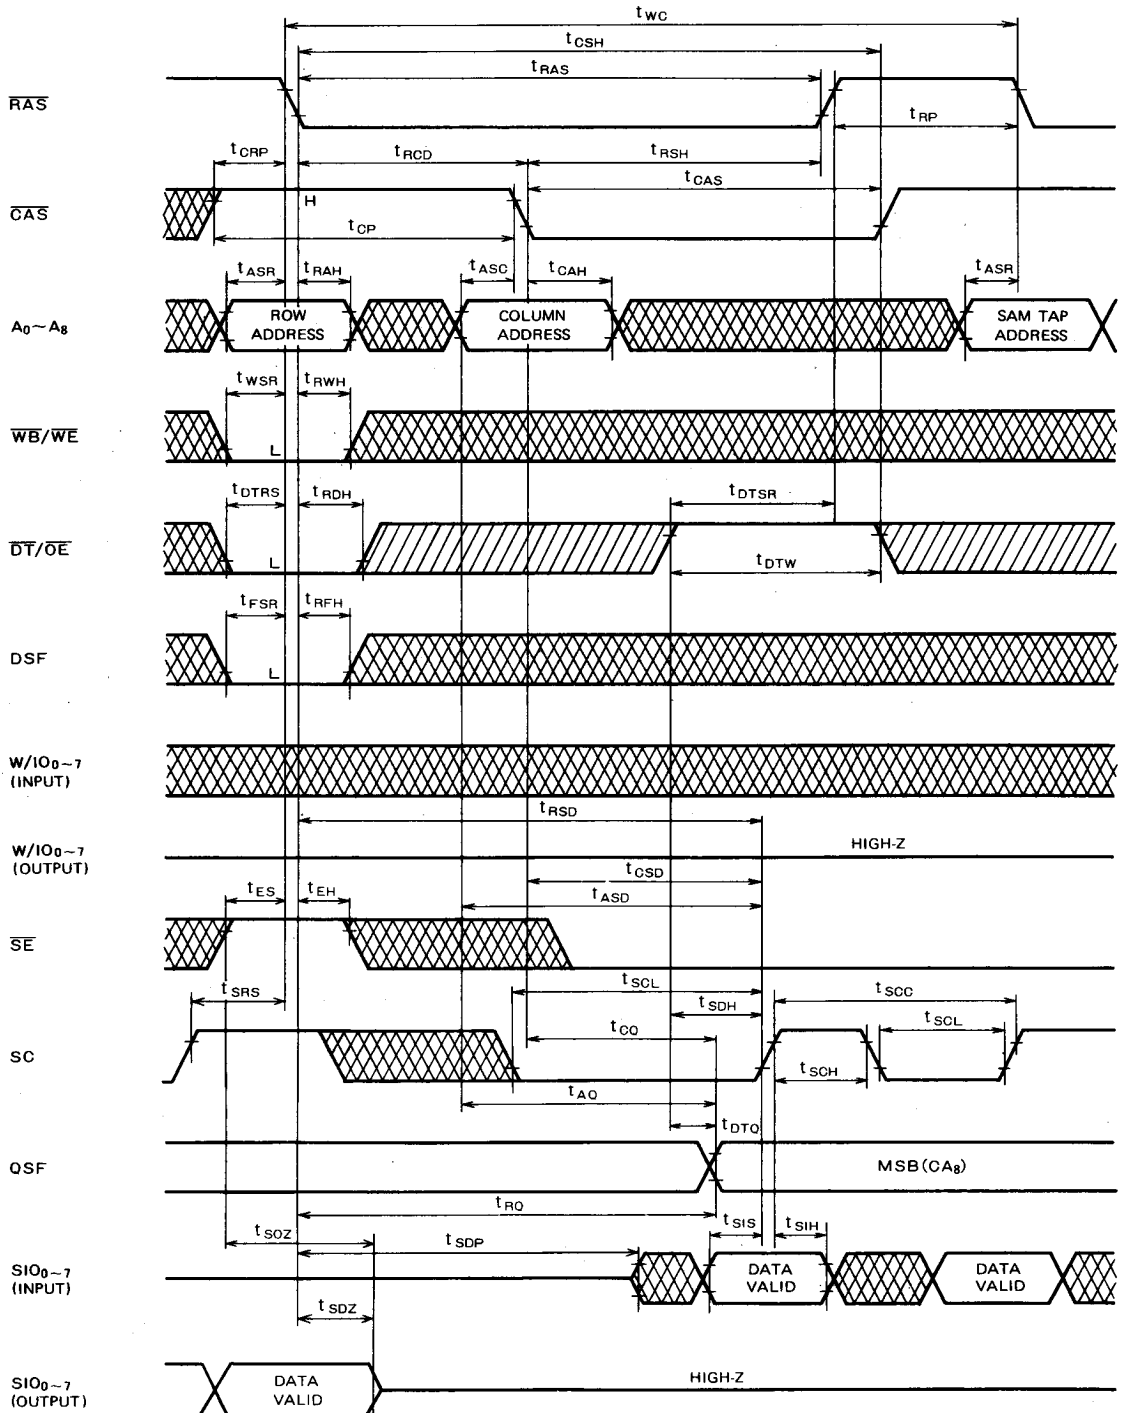 tWC
tCSH
tRAS
RAS
tRP
tCRP
tRCD
tRSH
tCAS
CAS
H
tCP
tASR
tRAH
tASC
tCAH
tASR
A0~A8
ROW
ADDRESS
COLUMN
ADDRESS
SAM TAP
ADDRESS
tWSR
tRWH
WB/WE
L
tDTRS
tRDH
tDTSR
DT/OE
L
tDTW
tFSR
tRFH
DSF
L
W/IO0~7
(INPUT)
tRSD
W/IO0~7
(OUTPUT)
HIGH-Z
tCSD
tES
tEH
tASD
SE
tSCL
tSRS
tSDH
tSCC
tCQ
tSCL
SC
tSCH
tAQ
tDTQ
QSF
MSB(CA8)
tRQ
tSIS
tSIH
tSOZ
tSDP
SIO0~7
(INPUT)
DATA
VALID
DATA
VALID
tSDZ
SIO0~7
(OUTPUT)
DATA
VALID
HIGH-Z